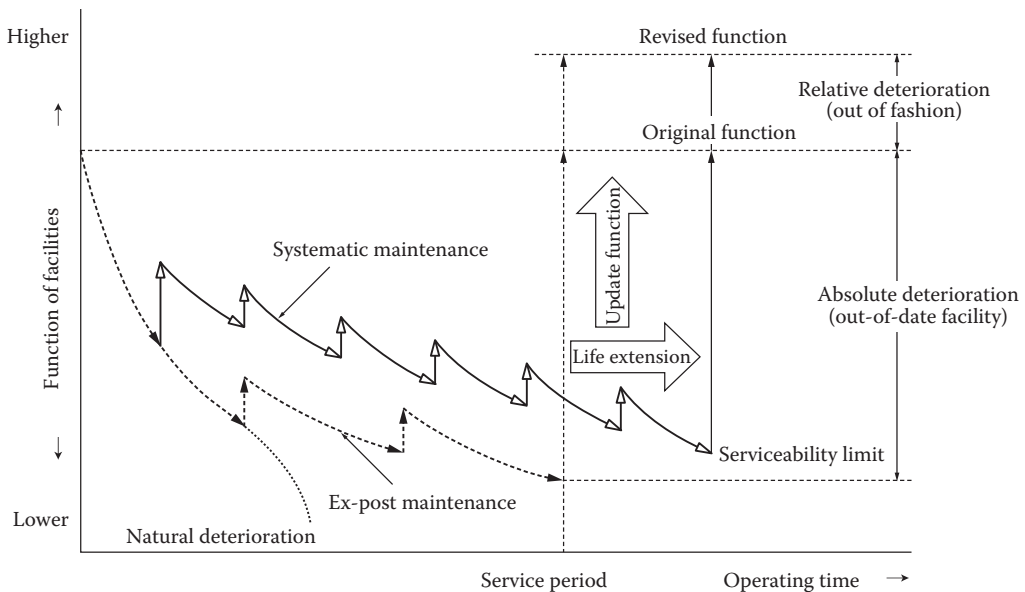 Higher
Revised function
Relative deterioration
(out of fashion)
Original function
Function of facilities
Systematic maintenance
Update function
Absolute deterioration
(out-of-date facility)
Life extension
Serviceability limit
Ex-post maintenance
Lower
Natural deterioration
Service period
Operating time